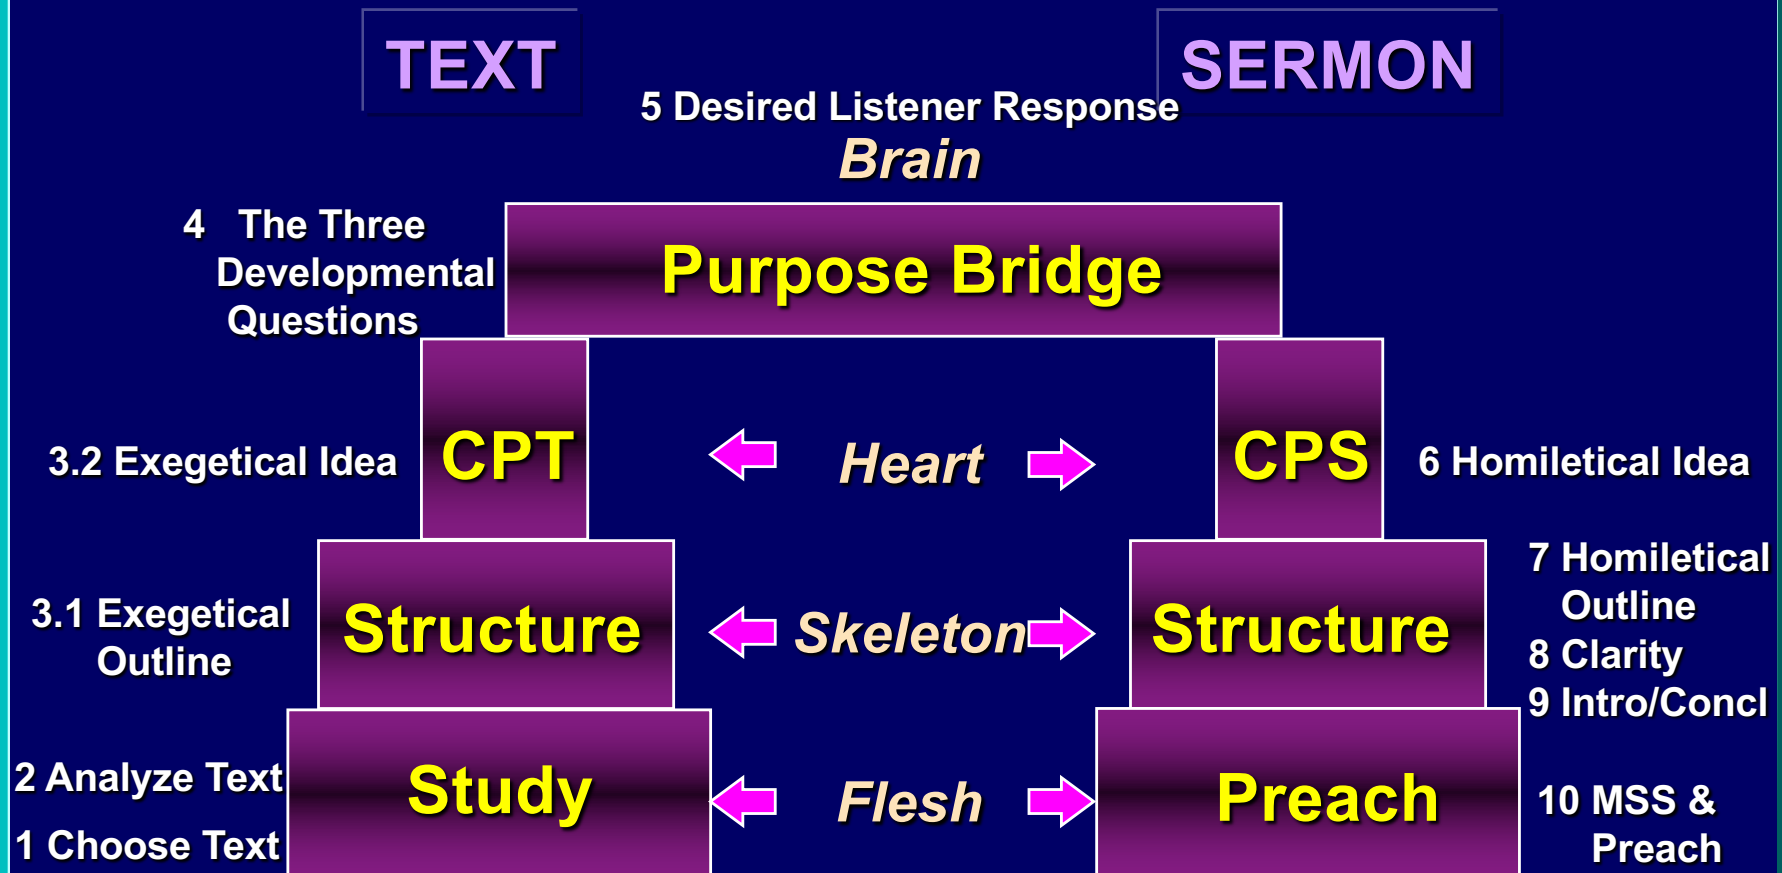 TEXT
SERMON
5 Desired Listener Response
Brain
4 The Three
Developmental
Questions
Purpose Bridge
3.2 Exegetical Idea
CPT
Heart
CPS
6 Homiletical Idea
3.1 Exegetical
Outline
Structure
Skeleton
Structure
7 Homiletical
Outline
8 Clarity
9 Intro/Concl
2 Analyze Text
1 Choose Text
Study
Flesh
Preach
10 MSS &
Preach